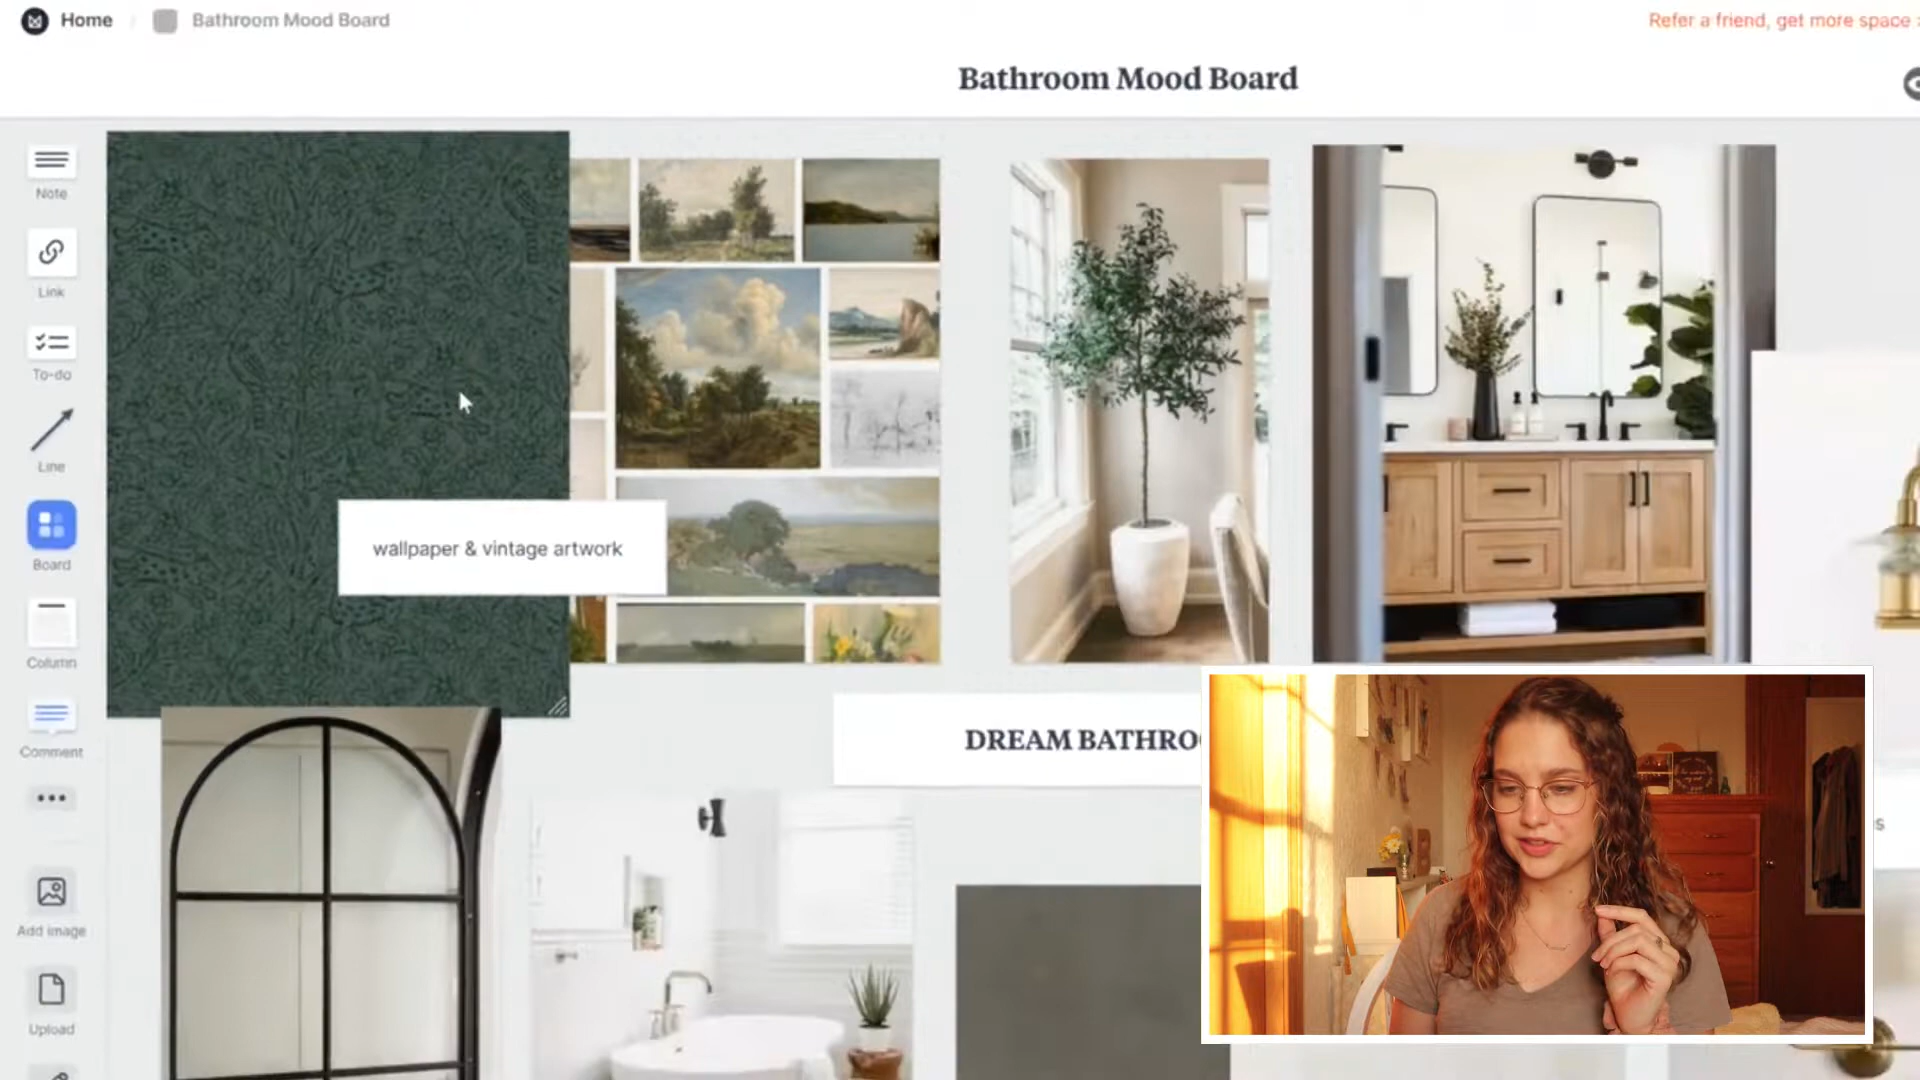 Home
Bathroom Mood Board
Refer a friend, get more space
Bathroom Mood Board
Note
Link
To-do
Line
Board
Column
Comment
Add image
Upload
wallpaper & vintage artwork
DREAM BATHRO